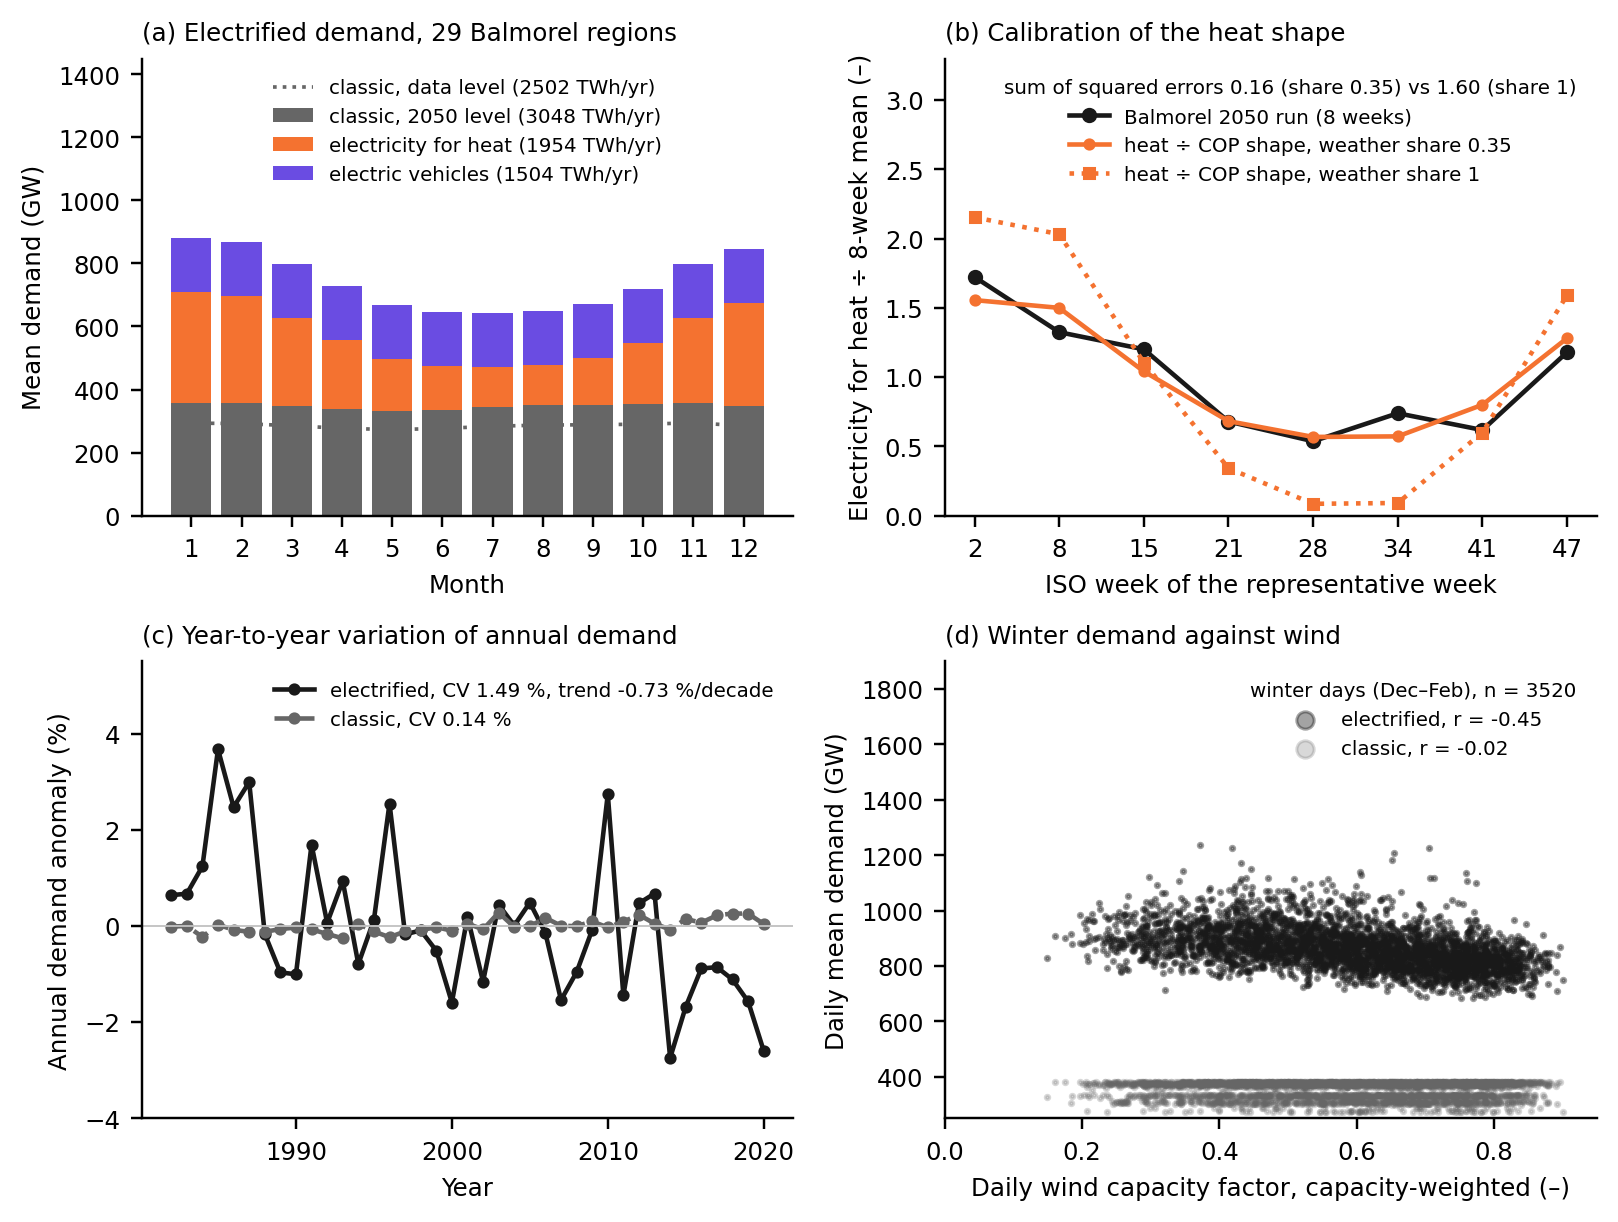 (a) Electrified demand, 29 Balmorel regions
1400
1200
1000
800
600
400
200
0
Mean demand (GW)
classic, data level (2502 TWh/yr)
classic, 2050 level (3048 TWh/yr)
electricity for heat (1954 TWh/yr)
electric vehicles (1504 TWh/yr)
1 2 3 4 5 6 7 8 9 10 11 12
Month
(b) Calibration of the heat shape
3.0
2.5
2.0
1.5
1.0
0.5
0.0
Electricity for heat ÷ 8-week mean (–)
sum of squared errors 0.16 (share 0.35) vs 1.60 (share 1)
Balmorel 2050 run (8 weeks)
heat ÷ COP shape, weather share 0.35
heat ÷ COP shape, weather share 1
2 8 15 21 28 34 41 47
ISO week of the representative week
(c) Year-to-year variation of annual demand
4
2
0
−2
−4
Annual demand anomaly (%)
electrified, CV 1.49 %, trend -0.73 %/decade
classic, CV 0.14 %
1990 2000 2010 2020
Year
(d) Winter demand against wind
1800
1600
1400
1200
1000
800
600
400
Daily mean demand (GW)
winter days (Dec–Feb), n = 3520
electrified, r = -0.45
classic, r = -0.02
0.0 0.2 0.4 0.6 0.8
Daily wind capacity factor, capacity-weighted (–)